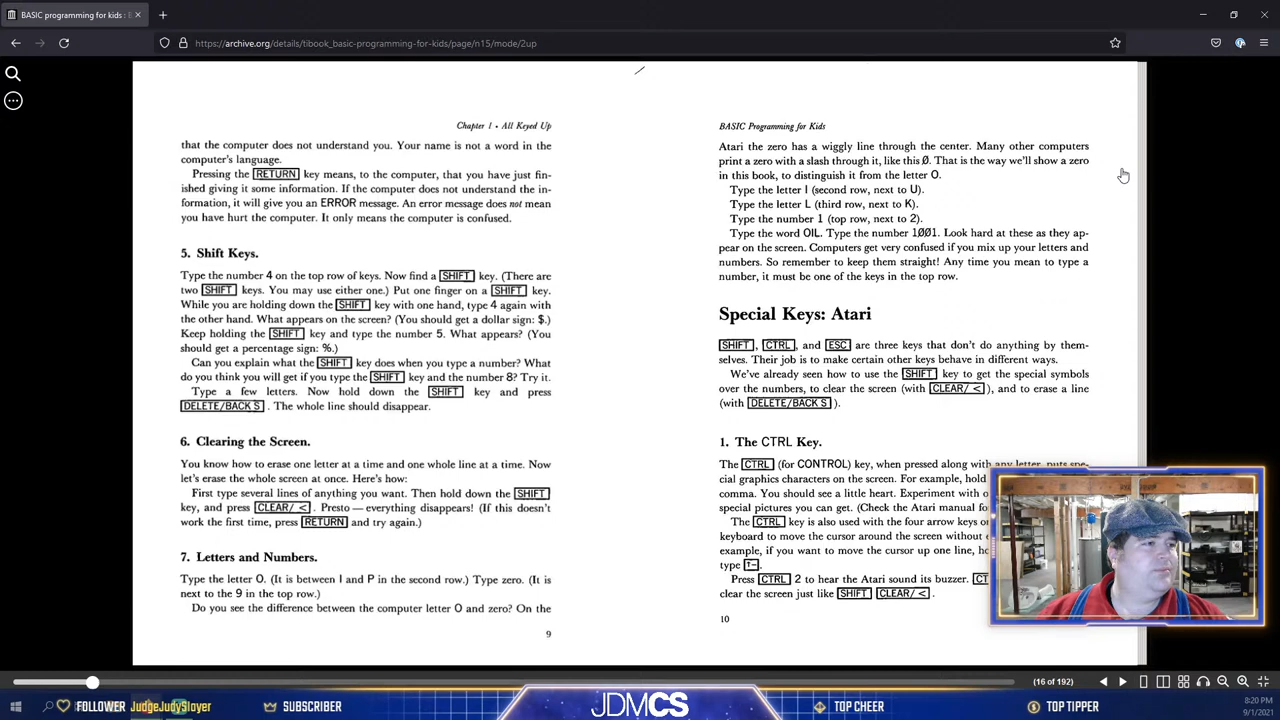 BASIC programming for kids : B
https://archive.org/details/tibook_basic-programming-for-kids/page/n15/mode/2up
Chapter 1 • All Keyed Up
that the computer does not understand you. Your name is not a word in the
computer's language.
Pressing the RETURN key means, to the computer, that you have just fin-
ished giving it some information. If the computer does not understand the in-
formation, it will give you an ERROR message. An error message does not mean
you have hurt the computer. It only means the computer is confused.
5. Shift Keys.
Type the number 4 on the top row of keys. Now find a SHIFT key. (There are
two SHIFT keys. You may use either one.) Put one finger on a SHIFT key.
While you are holding down the SHIFT key with one hand, type 4 again with
the other hand. What appears on the screen? (You should get a dollar sign: $.)
Keep holding the SHIFT key and type the number 5. What appears? (You
should get a percentage sign: %.)
Can you explain what the SHIFT key does when you type a number? What
do you think you will get if you type the SHIFT key and the number 8? Try it.
Type a few letters. Now hold down the SHIFT key and press
DELETE/BACK S . The whole line should disappear.
6. Clearing the Screen.
You know how to erase one letter at a time and one whole line at a time. Now
let's erase the whole screen at once. Here's how:
First type several lines of anything you want. Then hold down the SHIFT
key, and press CLEAR/ < . Presto — everything disappears! (If this doesn't
work the first time, press RETURN and try again.)
7. Letters and Numbers.
Type the letter O. (It is between I and P in the second row.) Type zero. (It is
next to the 9 in the top row.)
Do you see the difference between the computer letter O and zero? On the
9
BASIC Programming for Kids
Atari the zero has a wiggly line through the center. Many other computers
print a zero with a slash through it, like this Ø. That is the way we'll show a zero
in this book, to distinguish it from the letter O.
Type the letter I (second row, next to U).
Type the letter L (third row, next to K).
Type the number 1 (top row, next to 2).
Type the word OIL. Type the number 1ØØ1. Look hard at these as they ap-
pear on the screen. Computers get very confused if you mix up your letters and
numbers. So remember to keep them straight! Any time you mean to type a
number, it must be one of the keys in the top row.
Special Keys: Atari
SHIFT , CTRL , and ESC are three keys that don't do anything by them-
selves. Their job is to make certain other keys behave in different ways.
We've already seen how to use the SHIFT key to get the special symbols
over the numbers, to clear the screen (with CLEAR/ < ), and to erase a line
(with DELETE/BACK S ).
1. The CTRL Key.
The CTRL (for CONTROL) key, when pressed along with any letter, puts spe-
cial graphics characters on the screen. For example, hold
comma. You should see a little heart. Experiment with
special pictures you can get. (Check the Atari manual
The CTRL key is also used with the four arrow keys
keyboard to move the cursor around the screen without
example, if you want to move the cursor up one line,
type ↑–
Press CTRL 2 to hear the Atari sound its buzzer.
clear the screen just like SHIFT CLEAR/ < .
10
(16 of 192)
FOLLOWER JudgeJudySlayer
SUBSCRIBER
JDMCS
TOP CHEER
TOP TIPPER
8:20 PM
9/1/2021